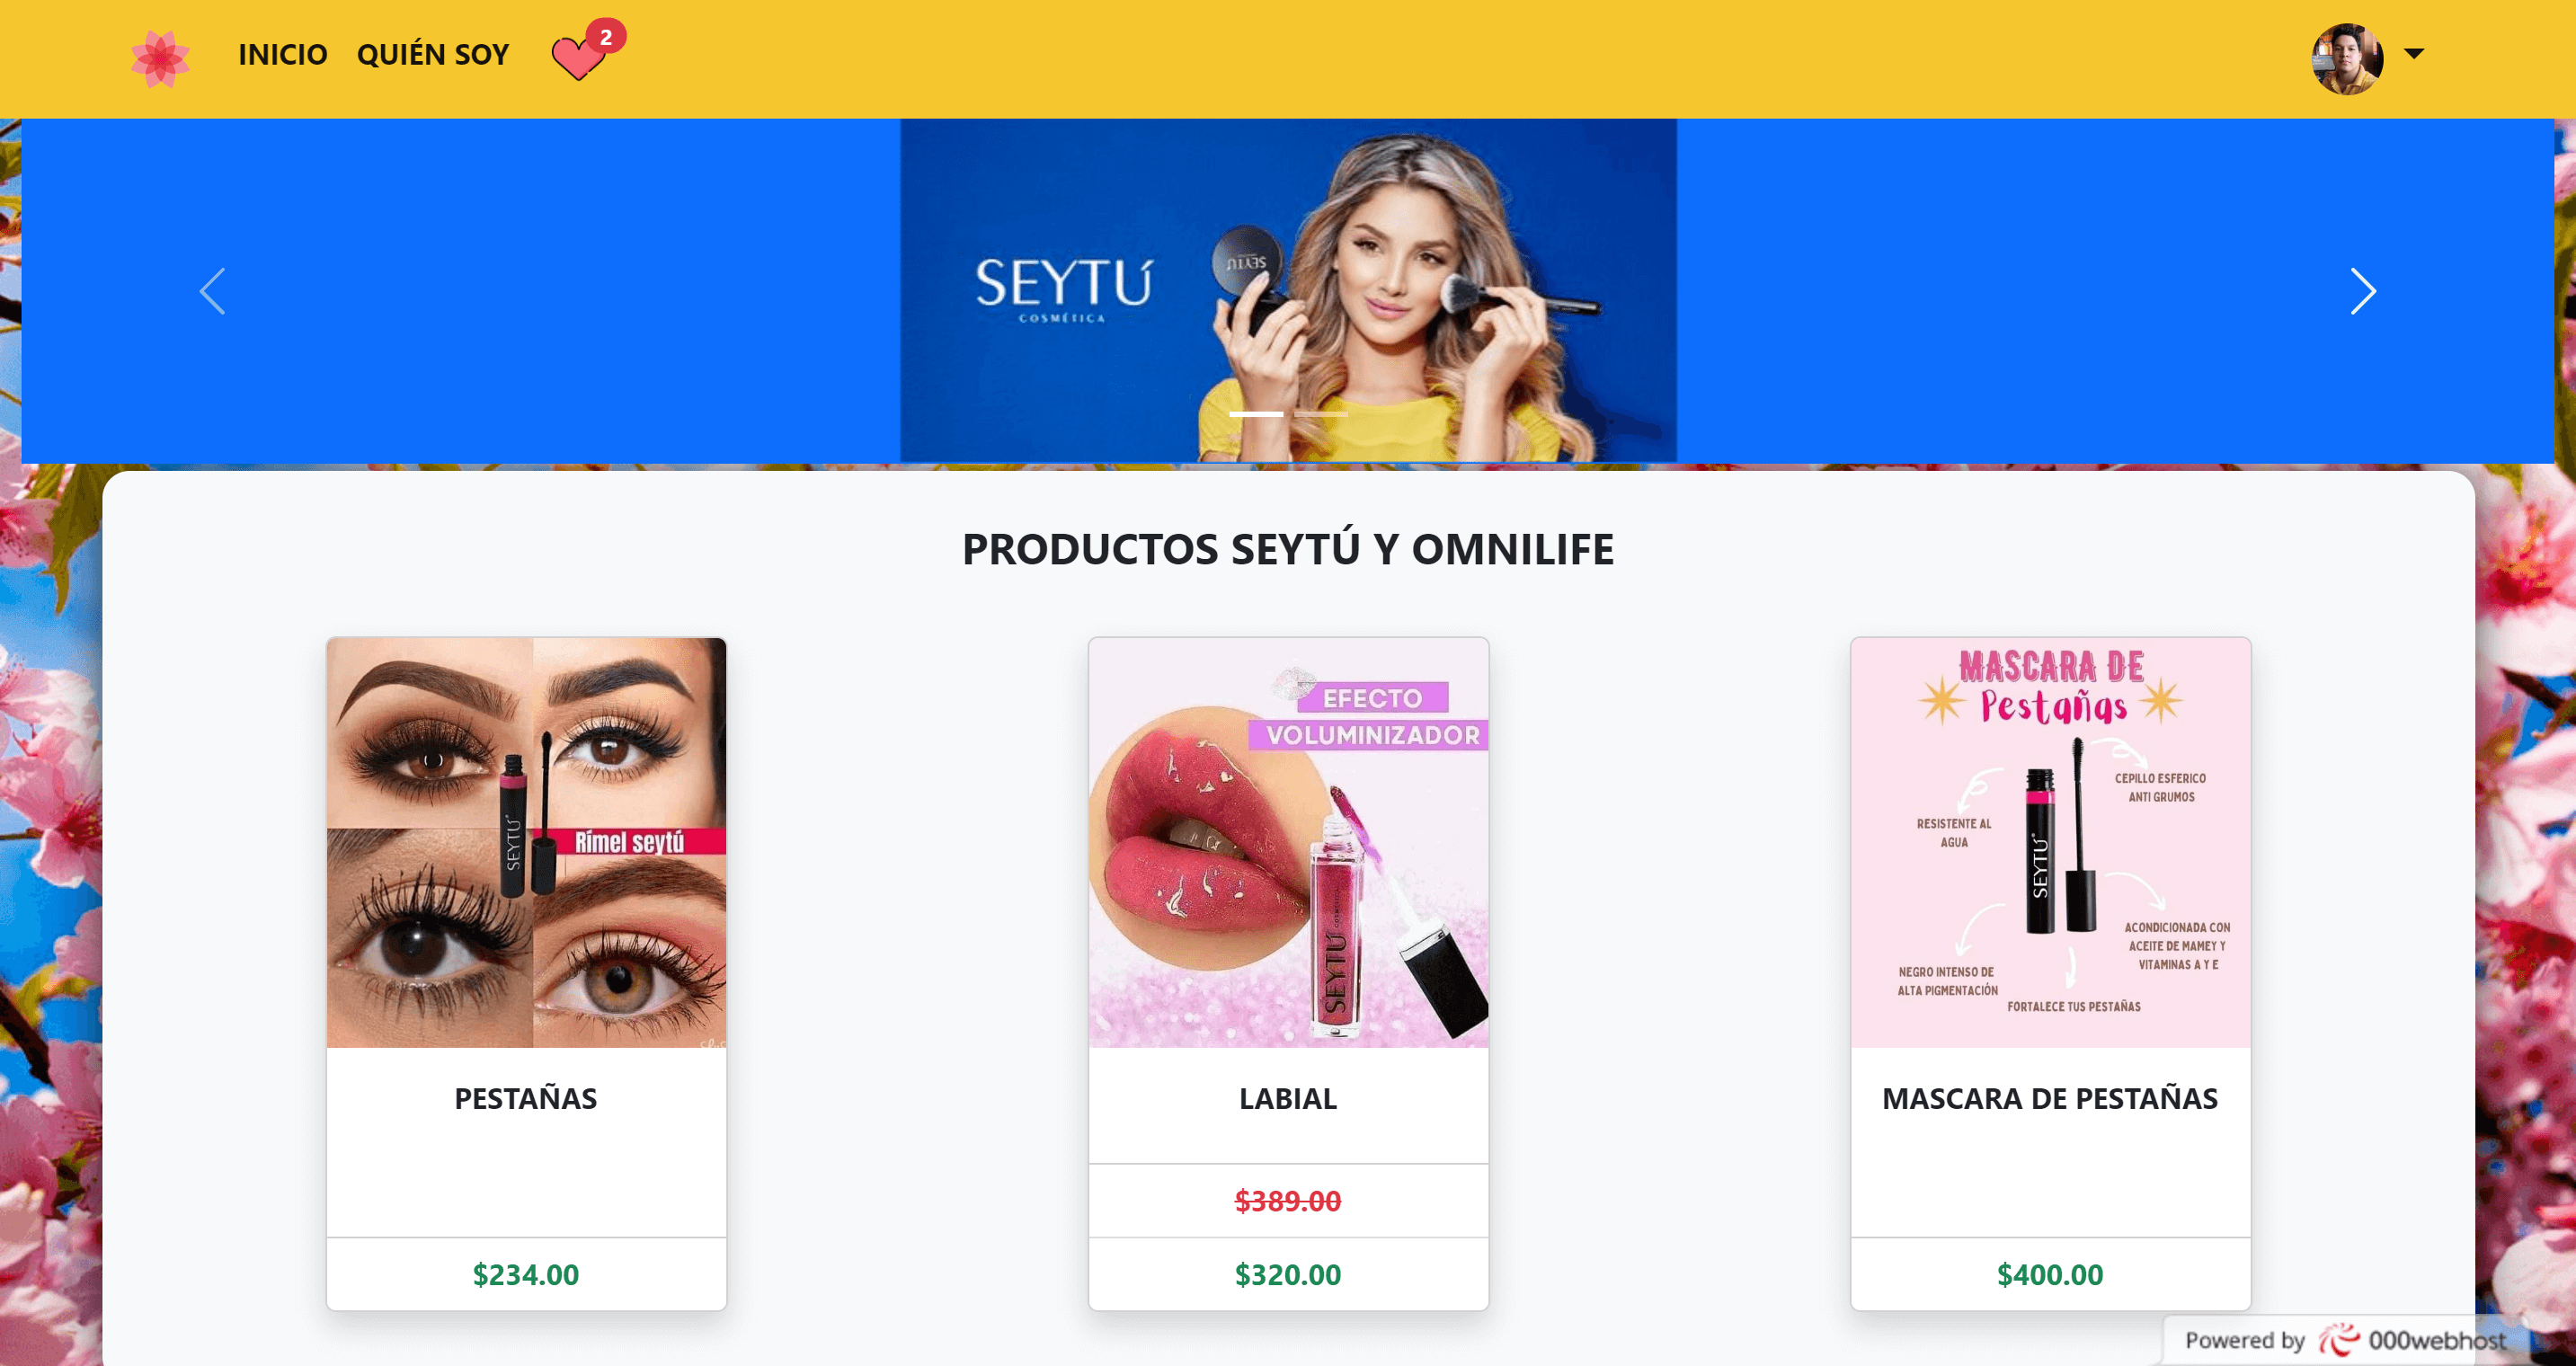 INICIO QUIÉN SOY 2
SEYTÚ
SEYTÚ
COSMÉTICA
PRODUCTOS SEYTÚ Y OMNILIFE
Rímel seytú
SEYTÚ
PESTAÑAS
$234.00
EFECTO
VOLUMINIZADOR
SEYTÚ
LABIAL
$389.00
$320.00
MASCARA DE
Pestañas
CEPILLO ESFERICO
ANTI GRUMOS
RESISTENTE AL
AGUA
SEYTÚ
ACONDICIONADA CON
ACEITE DE MAMEY Y
VITAMINAS A Y E
NEGRO INTENSO DE
ALTA PIGMENTACIÓN
FORTALECE TUS PESTAÑAS
MASCARA DE PESTAÑAS
$400.00
Powered by 000webhost